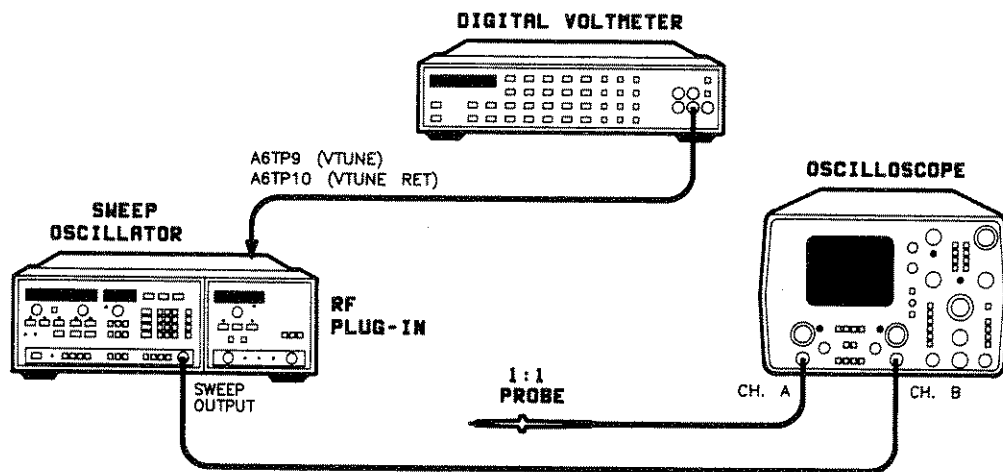 DIGITAL VOLTMETER
A6TP9 (VTUNE)
A6TP10 (VTUNE RET)
OSCILLOSCOPE
SWEEP
OSCILLATOR
RF
PLUG-IN
SWEEP
OUTPUT
1:1
PROBE
CH. A
CH. B